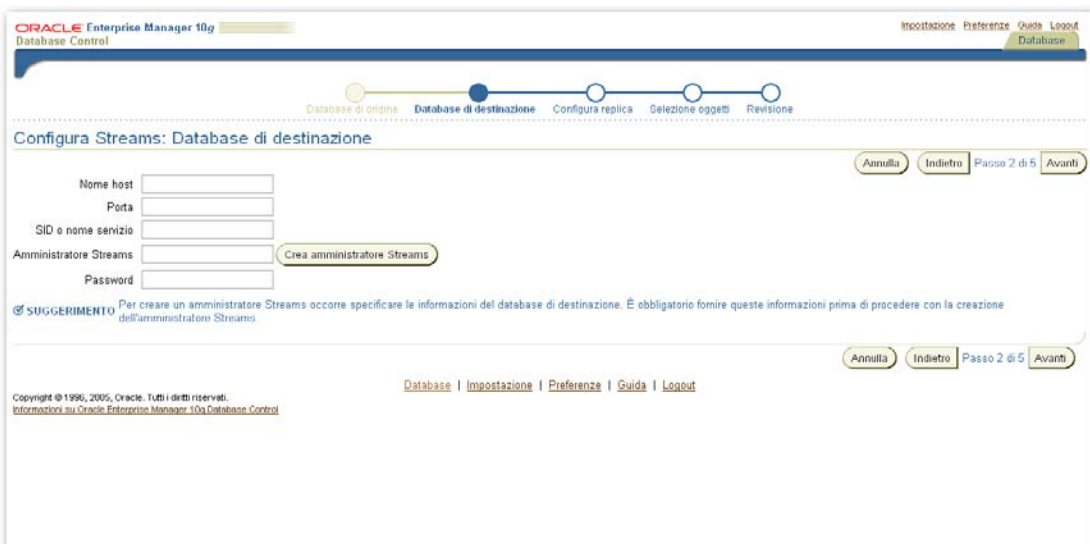 ORACLE Enterprise Manager 10g
Database Control
Impostazione Preferenze Guida Logout
Database
Database di origine Database di destinazione Configura replica Selezione oggetti Revisione
Configura Streams: Database di destinazione
Annulla Indietro Passo 2 di 5 Avanti
Nome host
Porta
SID o nome servizio
Amministratore Streams Crea amministratore Streams
Password
SUGGERIMENTO Per creare un amministratore Streams occorre specificare le informazioni del database di destinazione. È obbligatorio fornire queste informazioni prima di procedere con la creazione
dell'amministratore Streams.
Annulla Indietro Passo 2 di 5 Avanti
Database | Impostazione | Preferenze | Guida | Logout
Copyright © 1996, 2005, Oracle. Tutti i diritti riservati.
Informazioni su Oracle Enterprise Manager 10g Database Control